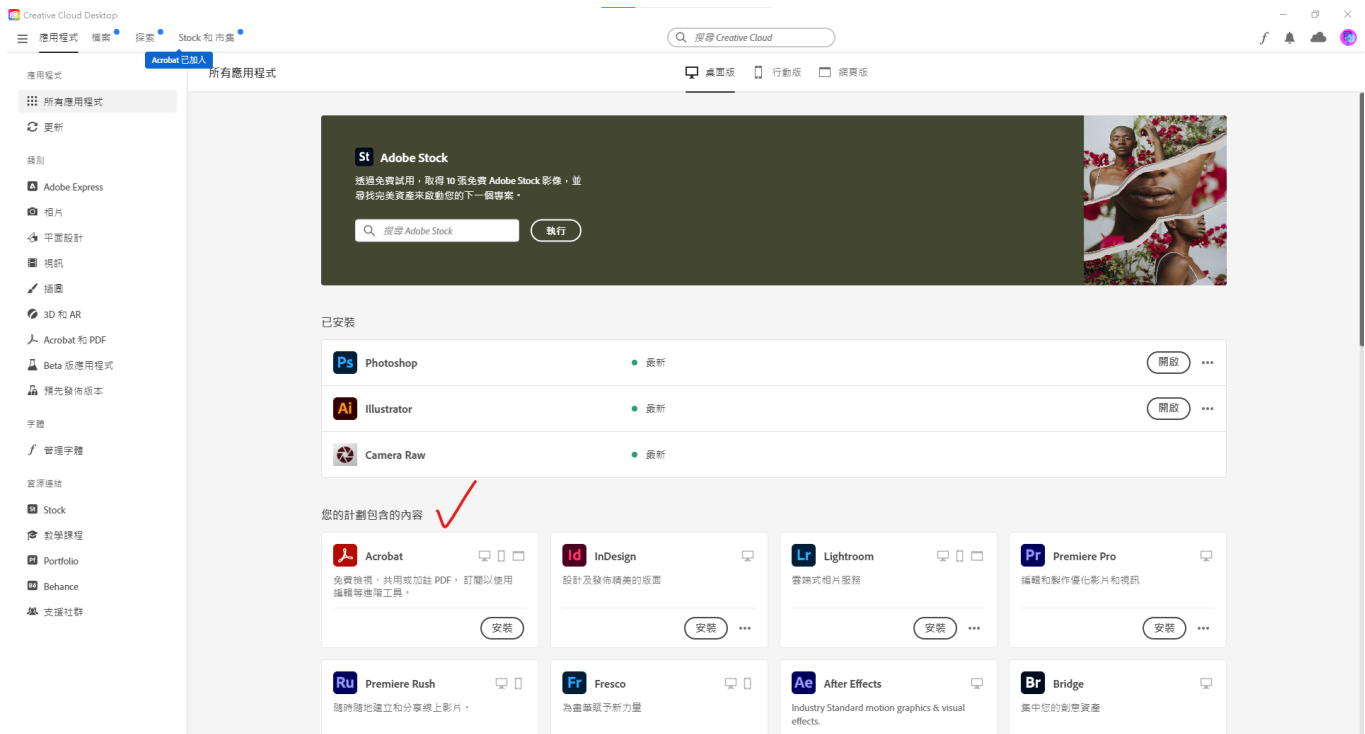 Creative Cloud Desktop
應用程式 檔案 探索 Stock 和 市集
搜尋 Creative Cloud
Acrobat 已加入
應用程式
所有應用程式
更新
類別
Adobe Express
相片
平面設計
視訊
插圖
3D 和 AR
Acrobat 和 PDF
Beta 版應用程式
預先發佈版本
字體
管理字體
資源連結
Stock
教學課程
Portfolio
Behance
支援社群
所有應用程式
桌面版 行動版 網頁版
St Adobe Stock
透過免費試用，取得 10 張免費 Adobe Stock 影像，並
尋找完美資產來啟動您的下一個專案。
搜尋 Adobe Stock 執行
已安裝
Ps Photoshop 最新 開啟
Ai Illustrator 最新 開啟
Camera Raw 最新
您的計劃包含的內容
Acrobat
免費檢視、共用或加註 PDF。 訂閱以使用
編輯等進階工具。
安裝
Id InDesign
設計及發佈精美的版面
安裝
Lr Lightroom
雲端式相片服務
安裝
Pr Premiere Pro
編輯和製作優化影片和視訊
安裝
Ru Premiere Rush
隨時隨地建立和分享線上影片。
Fr Fresco
為畫筆賦予新力量
Ae After Effects
Industry Standard motion graphics & visual
effects.
Br Bridge
集中您的創意資產